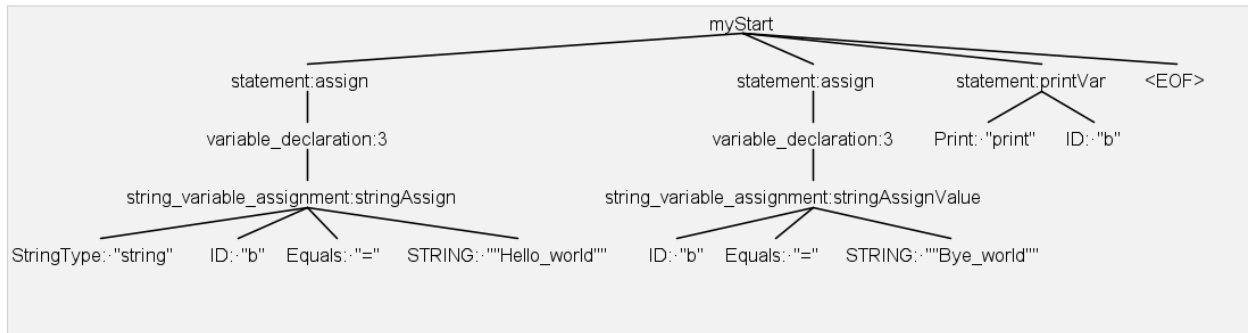 myStart
statement:assign statement:assign statement:printVar <EOF>
variable_declaration:3 variable_declaration:3 Print:·"print" ID:·"b"
string_variable_assignment:stringAssign string_variable_assignment:stringAssignValue
StringType:·"string" ID:·"b" Equals:·"=" STRING:·""Hello_world"" ID:·"b" Equals:·"=" STRING:·""Bye_world""